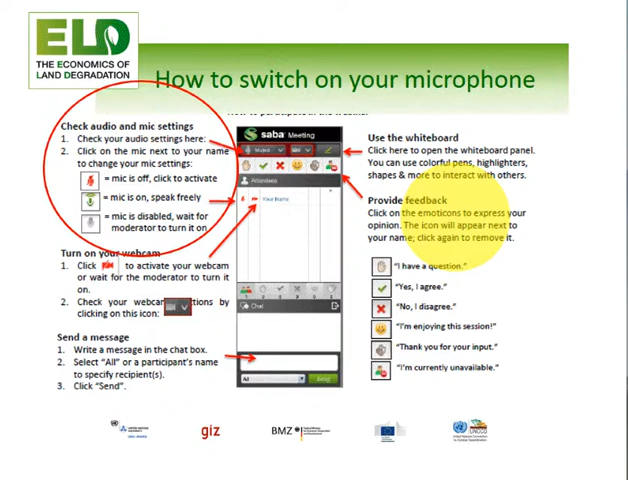 ELD
THE ECONOMICS OF
LAND DEGRADATION
How to switch on your microphone
Check audio and mic settings
1. Check your audio settings here:
2. Click on the mic next to your name
to change your mic settings:
= mic is off, click to activate
= mic is on, speak freely
= mic is disabled, wait for
moderator to turn it on
Turn on your webcam
1. Click to activate your webcam
or wait for the moderator to turn it
on.
2. Check your webcam options by
clicking on this icon:
Send a message
1. Write a message in the chat box.
2. Select "All" or a participant's name
to specify recipient(s).
3. Click "Send".
saba Meeting
Muted
Attendees
Your Name
Chat
All
Send
Use the whiteboard
Click here to open the whiteboard panel.
You can use colorful pens, highlighters,
shapes & more to interact with others.
Provide feedback
Click on the emoticons to express your
opinion. The icon will appear next to
your name; click again to remove it.
"I have a question."
"Yes, I agree."
"No, I disagree."
"I'm enjoying this session!"
"Thank you for your input."
"I'm currently unavailable."
giz
BMZ
UNCCD